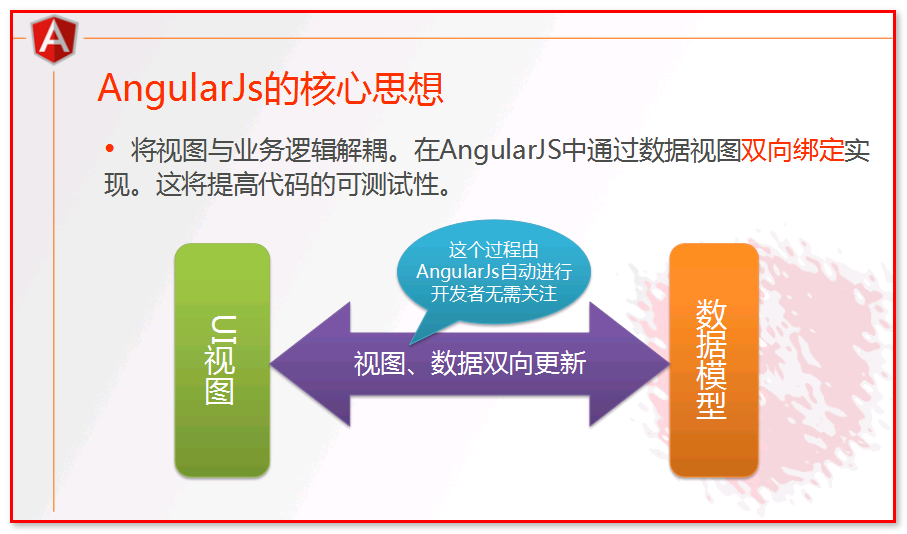 AngularJs的核心思想
• 将视图与业务逻辑解耦。在AngularJS中通过数据视图双向绑定实
现。这将提高代码的可测试性。
这个过程由
AngularJs自动进行
开发者无需关注
UI视图
视图、数据双向更新
数据模型